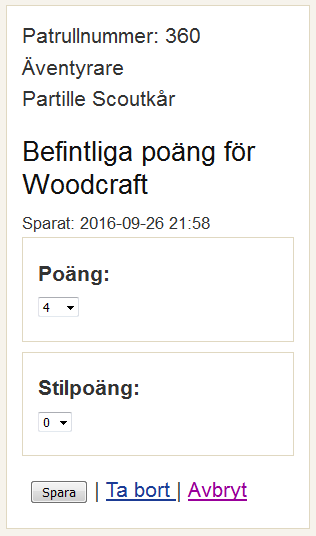 Patrullnummer: 360
Äventyrare
Partille Scoutkår
Befintliga poäng för
Woodcraft
Sparat: 2016-09-26 21:58
Poäng:
4
Stilpoäng:
0
Spara | Ta bort | Avbryt